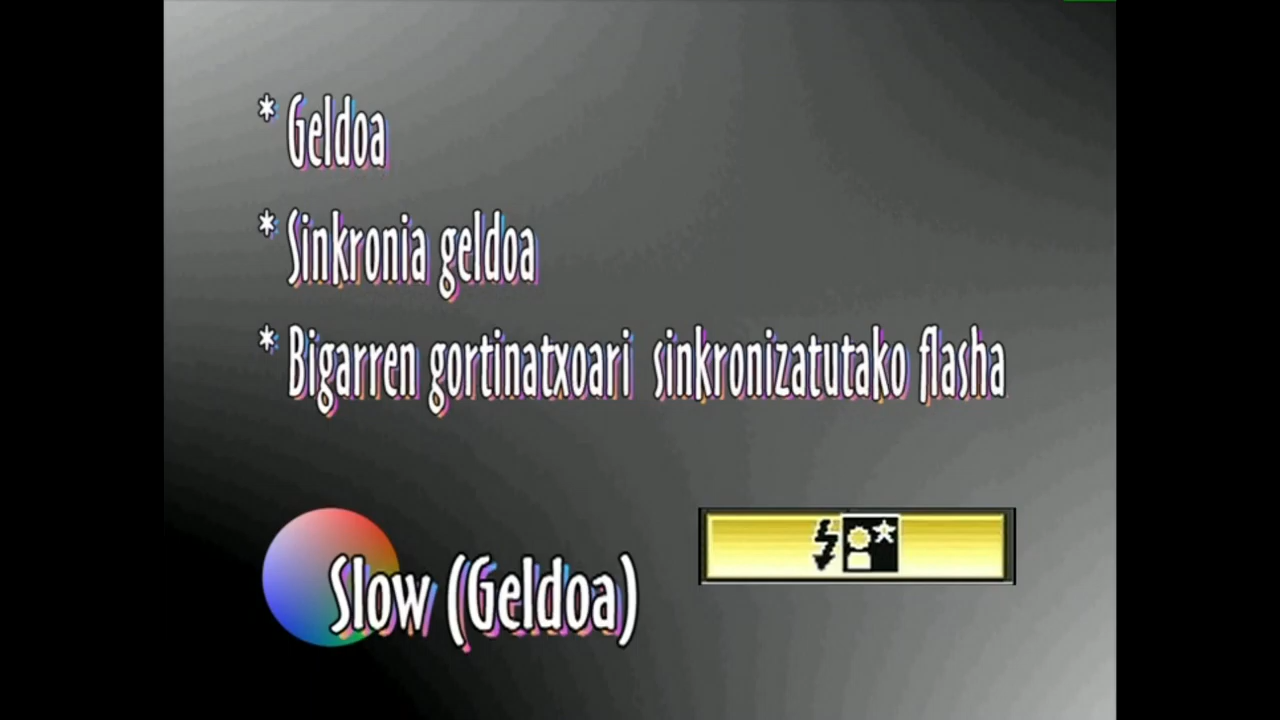 * Geldoa
* Sinkronia geldoa
* Bigarren gortinatxoari sinkronizatutako flasha
Slow (Geldoa)